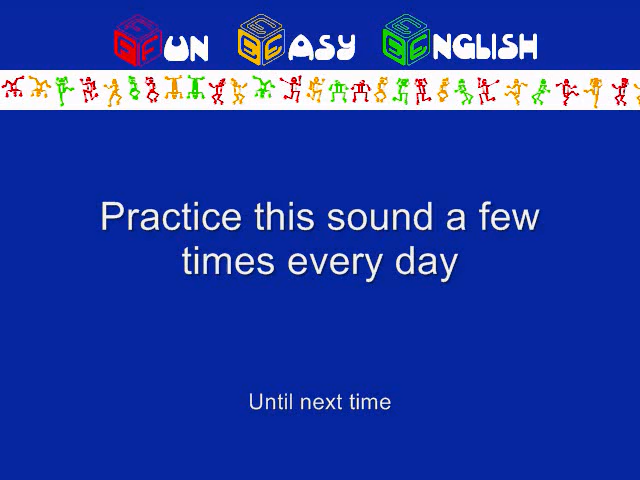 FUN EASY ENGLISH
Practice this sound a few
times every day
Until next time